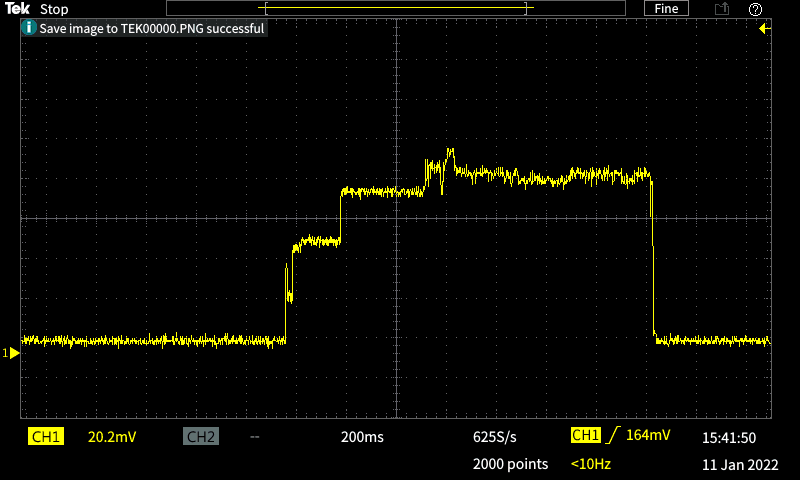 Tek Stop Fine ?
i Save image to TEK00000.PNG successful
1
CH1 20.2mV CH2 -- 200ms 625S/s CH1 164mV 15:41:50
2000 points <10Hz 11 Jan 2022